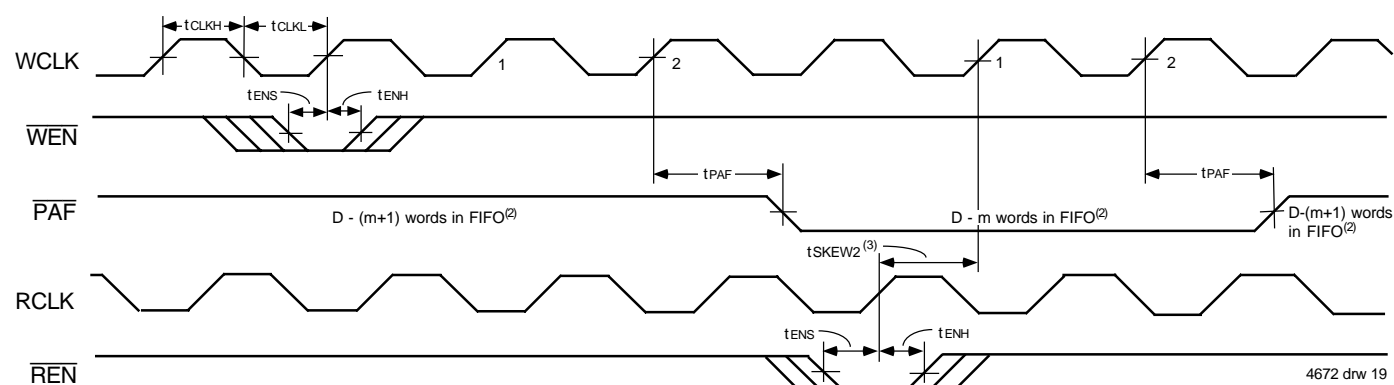 tCLKH tCLKL
WCLK 1 2 1 2
tENS tENH
WEN
tPAF tPAF
PAF
D - (m+1) words in FIFO(2) D - m words in FIFO(2) D-(m+1) words
in FIFO(2)
tSKEW2(3)
RCLK
tENS tENH
REN
4672 drw 19